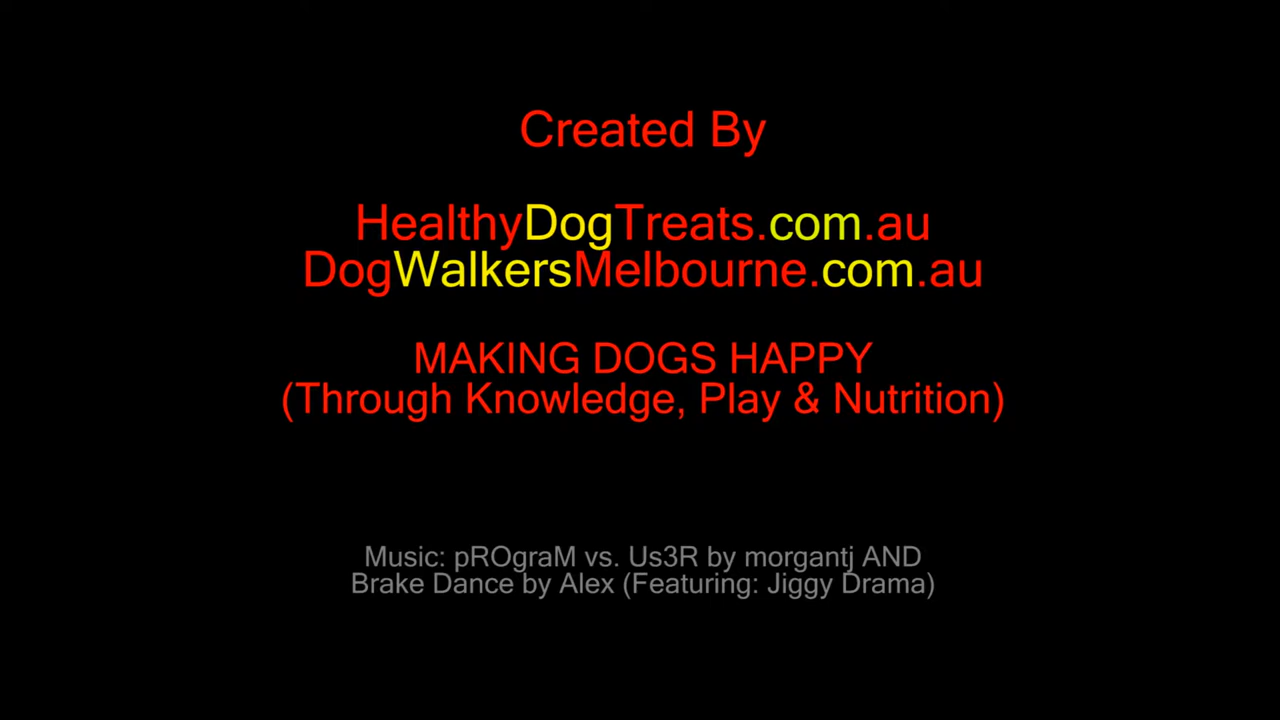 Created By
HealthyDogTreats.com.au
DogWalkersMelbourne.com.au
MAKING DOGS HAPPY
(Through Knowledge, Play & Nutrition)
Music: pROgraM vs. Us3R by morgantj AND
Brake Dance by Alex (Featuring: Jiggy Drama)